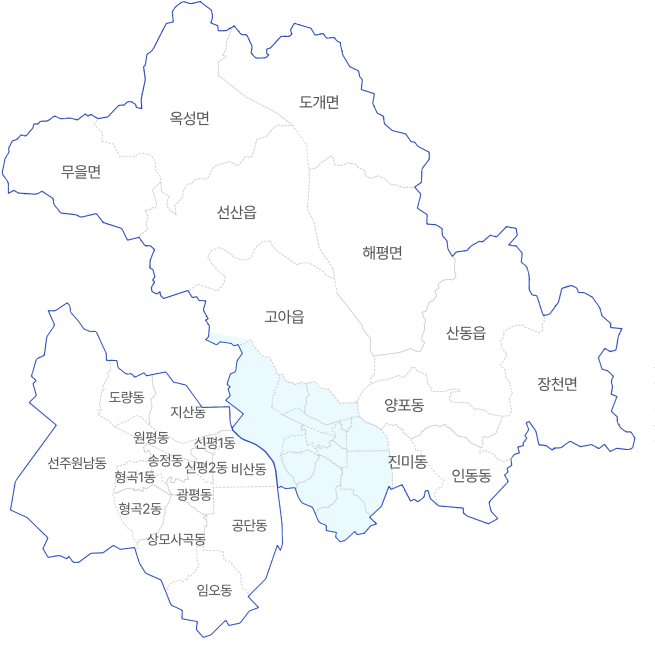 도개면
옥성면
무을면
선산읍
해평면
고아읍
산동읍
장천면
양포동
진미동
인동동
도량동
지산동
원평동
신평1동
송정동
선주원남동
신평2동
비산동
형곡1동
광평동
형곡2동
공단동
상모사곡동
임오동